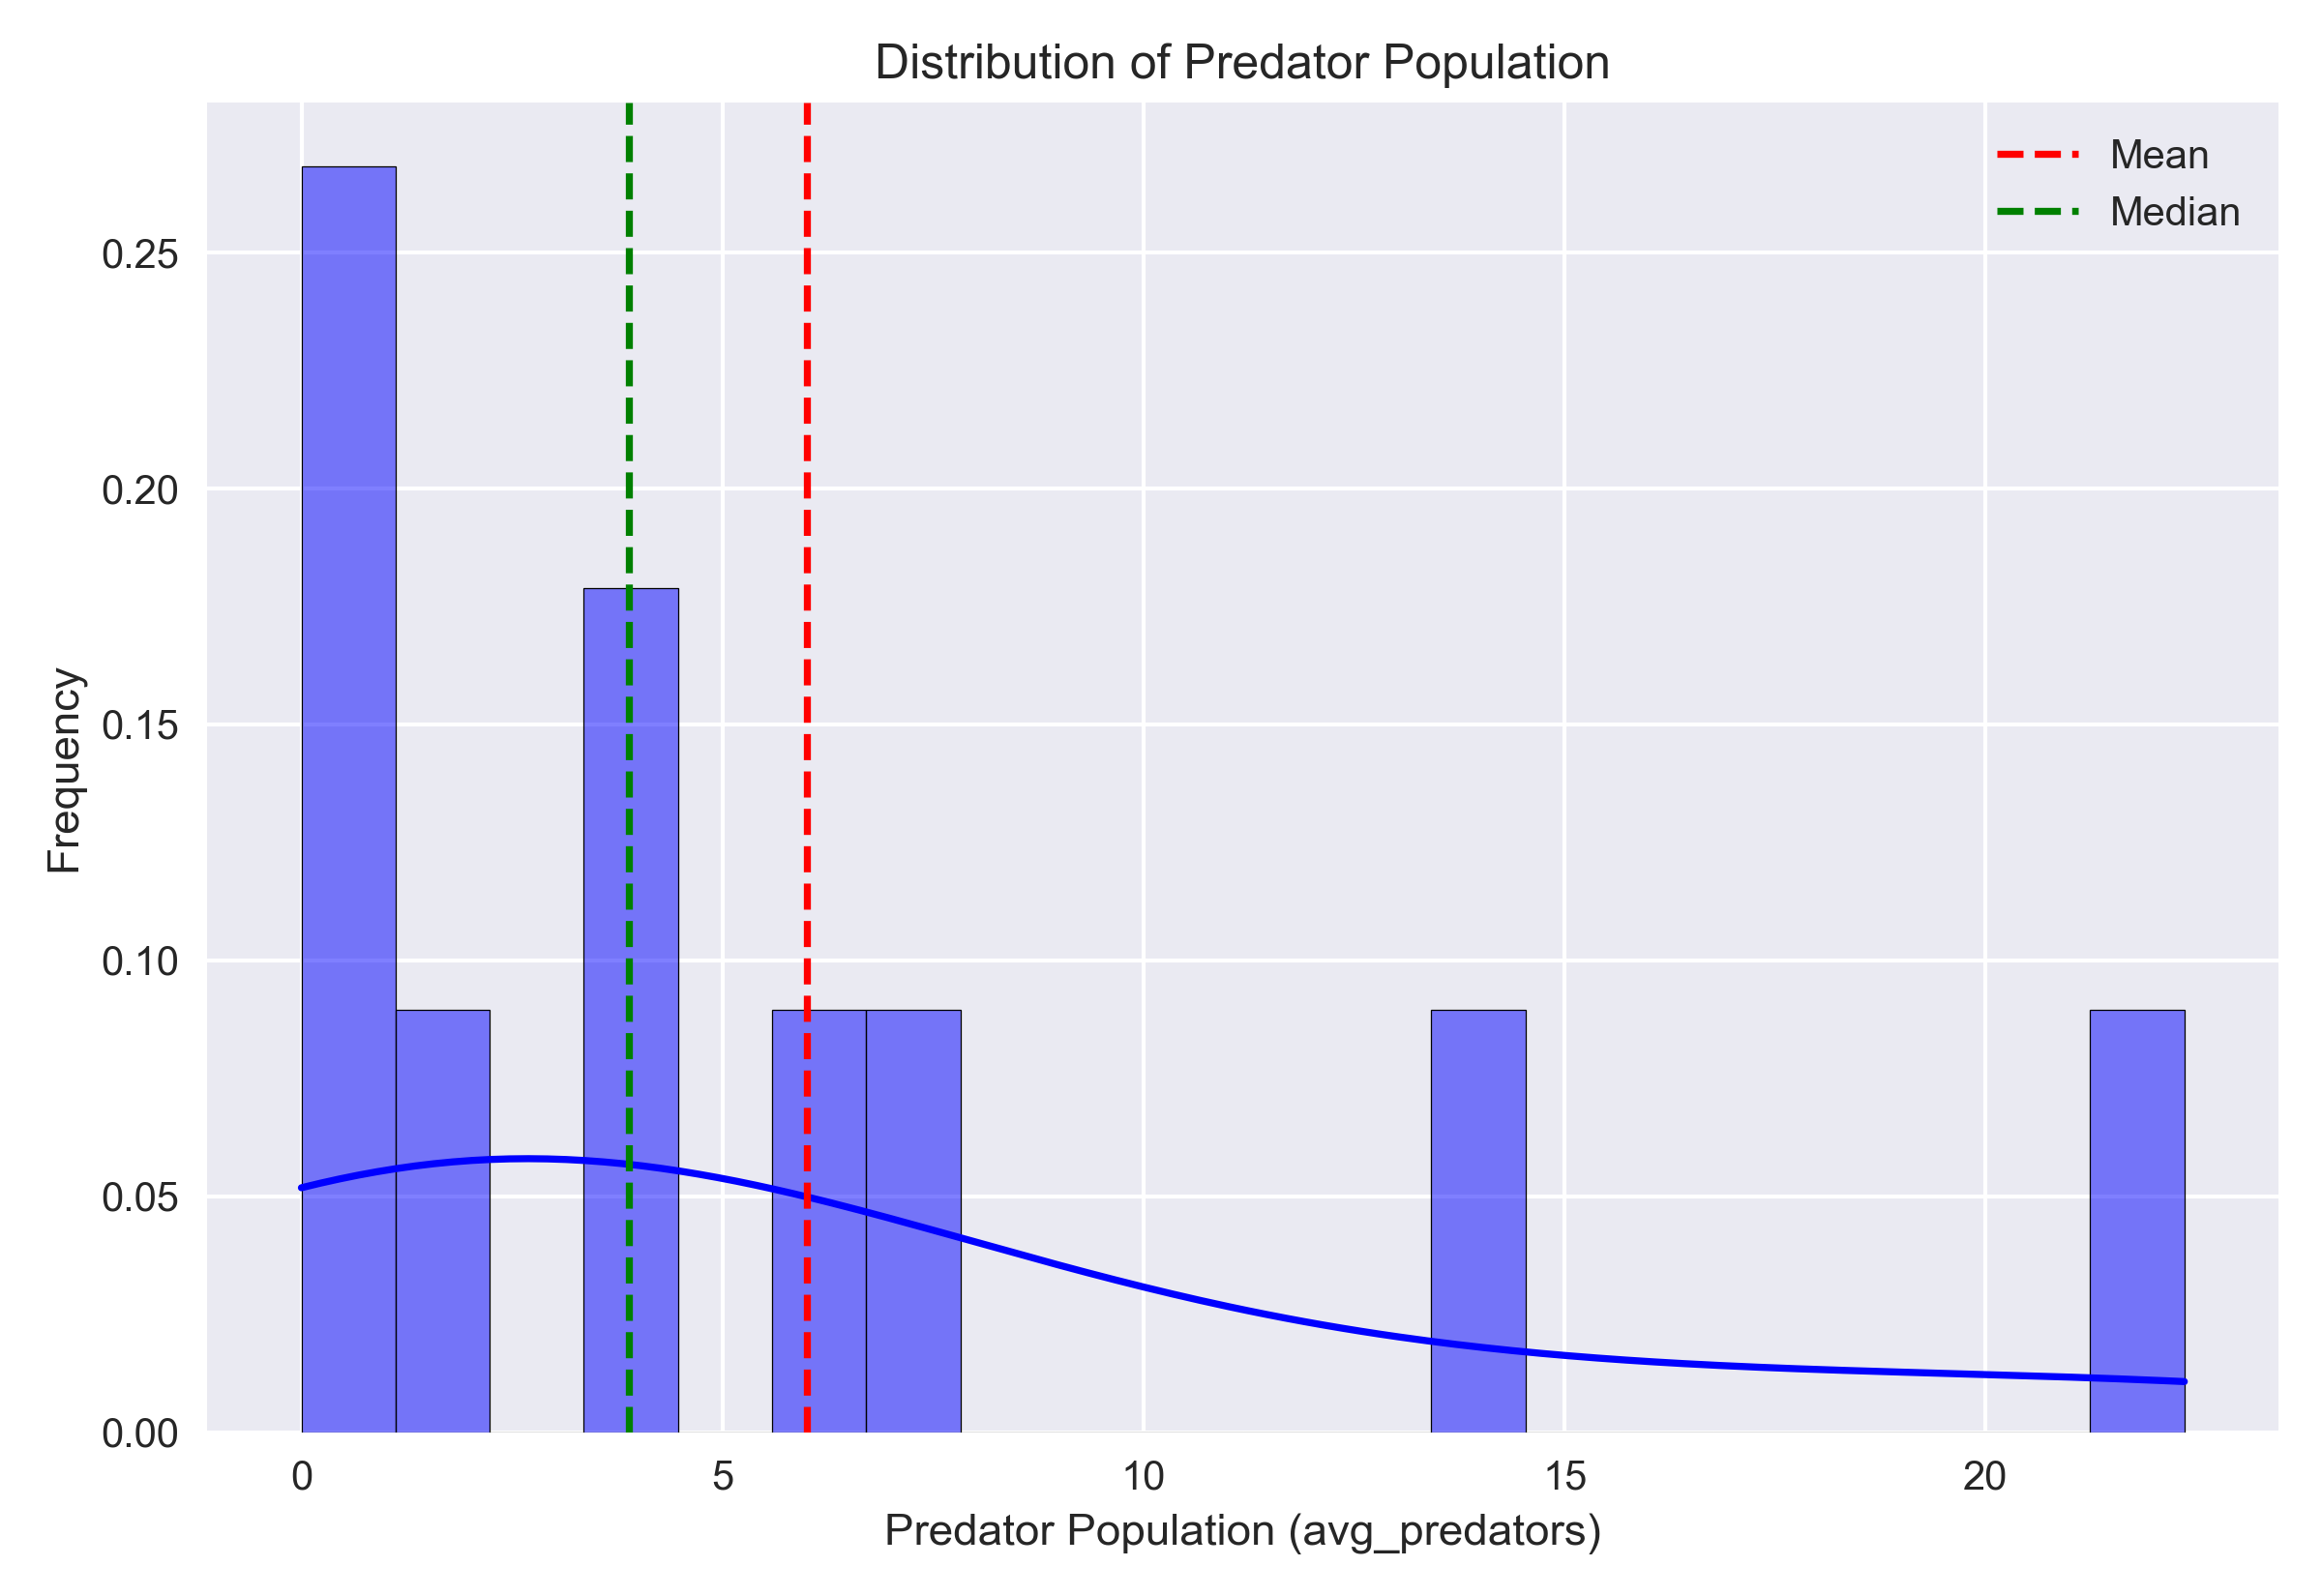 Distribution of Predator Population
Mean
Median
0.25
0.20
0.15
0.10
0.05
0.00
Frequency
0 5 10 15 20
Predator Population (avg_predators)